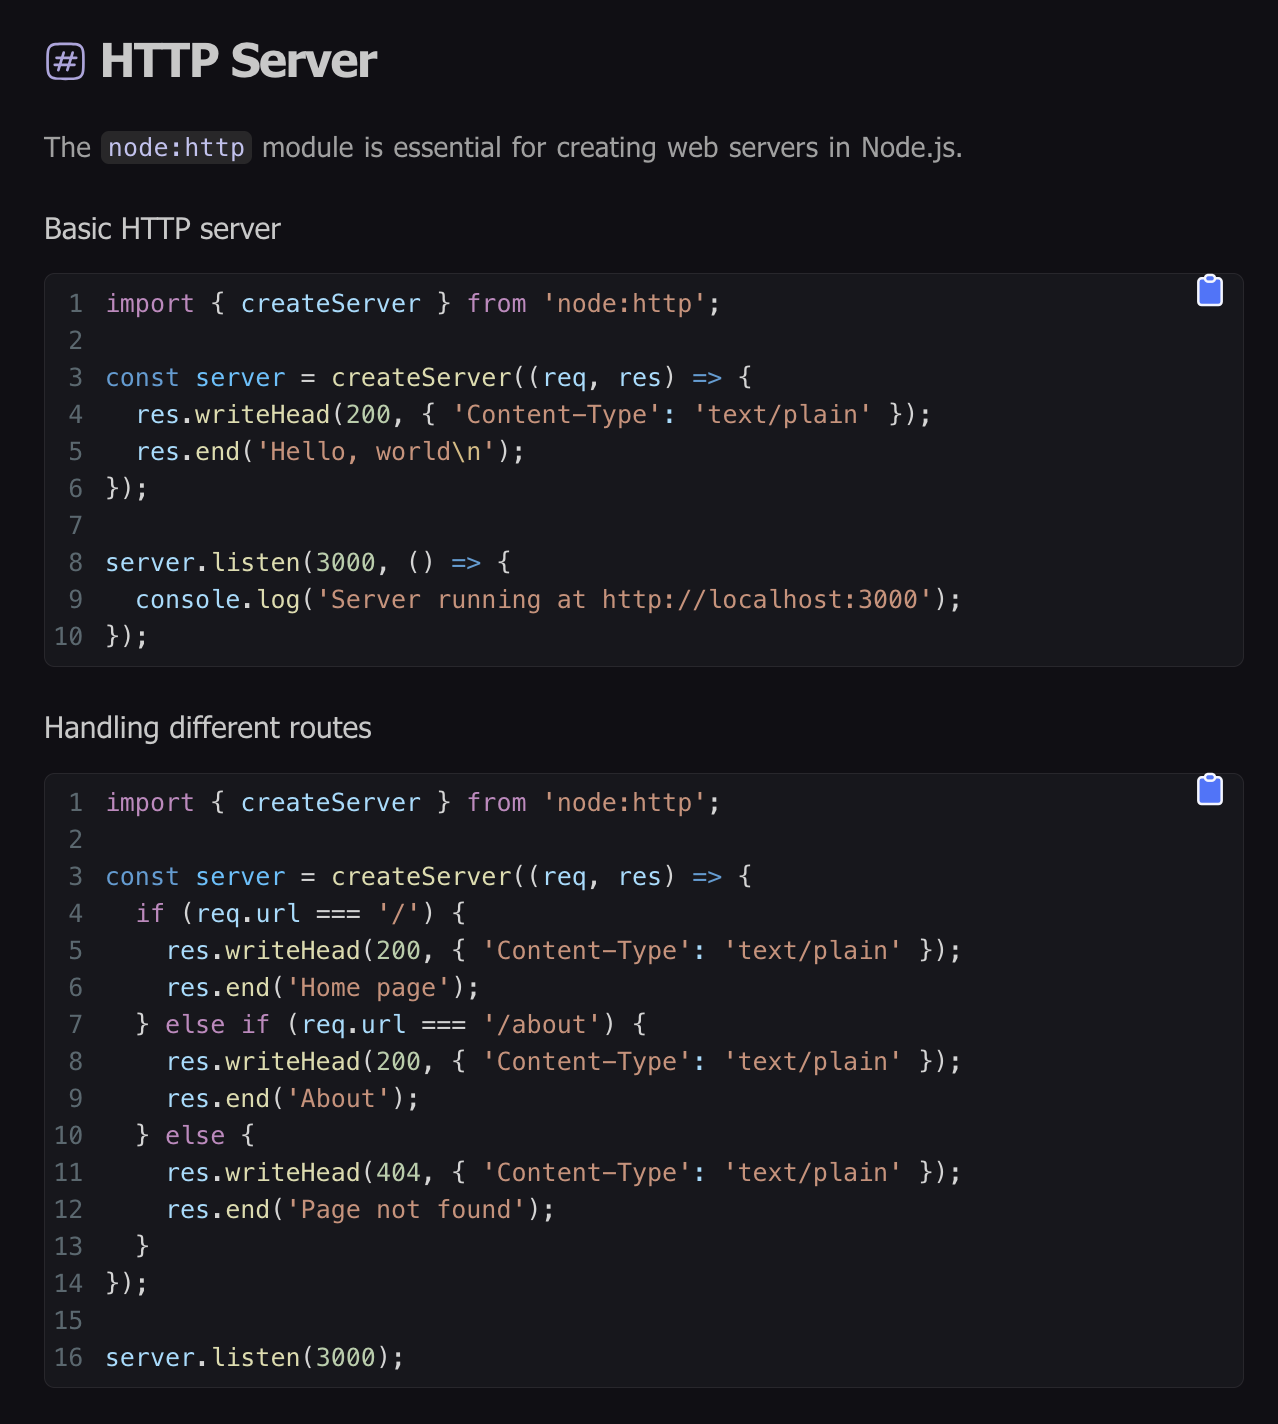 # HTTP Server
The node:http module is essential for creating web servers in Node.js.
Basic HTTP server
1 import { createServer } from 'node:http';
2
3 const server = createServer((req, res) => {
4   res.writeHead(200, { 'Content-Type': 'text/plain' });
5   res.end('Hello, world\n');
6 });
7
8 server.listen(3000, () => {
9   console.log('Server running at http://localhost:3000');
10 });
Handling different routes
1 import { createServer } from 'node:http';
2
3 const server = createServer((req, res) => {
4   if (req.url === '/') {
5     res.writeHead(200, { 'Content-Type': 'text/plain' });
6     res.end('Home page');
7   } else if (req.url === '/about') {
8     res.writeHead(200, { 'Content-Type': 'text/plain' });
9     res.end('About');
10   } else {
11     res.writeHead(404, { 'Content-Type': 'text/plain' });
12     res.end('Page not found');
13   }
14 });
15
16 server.listen(3000);